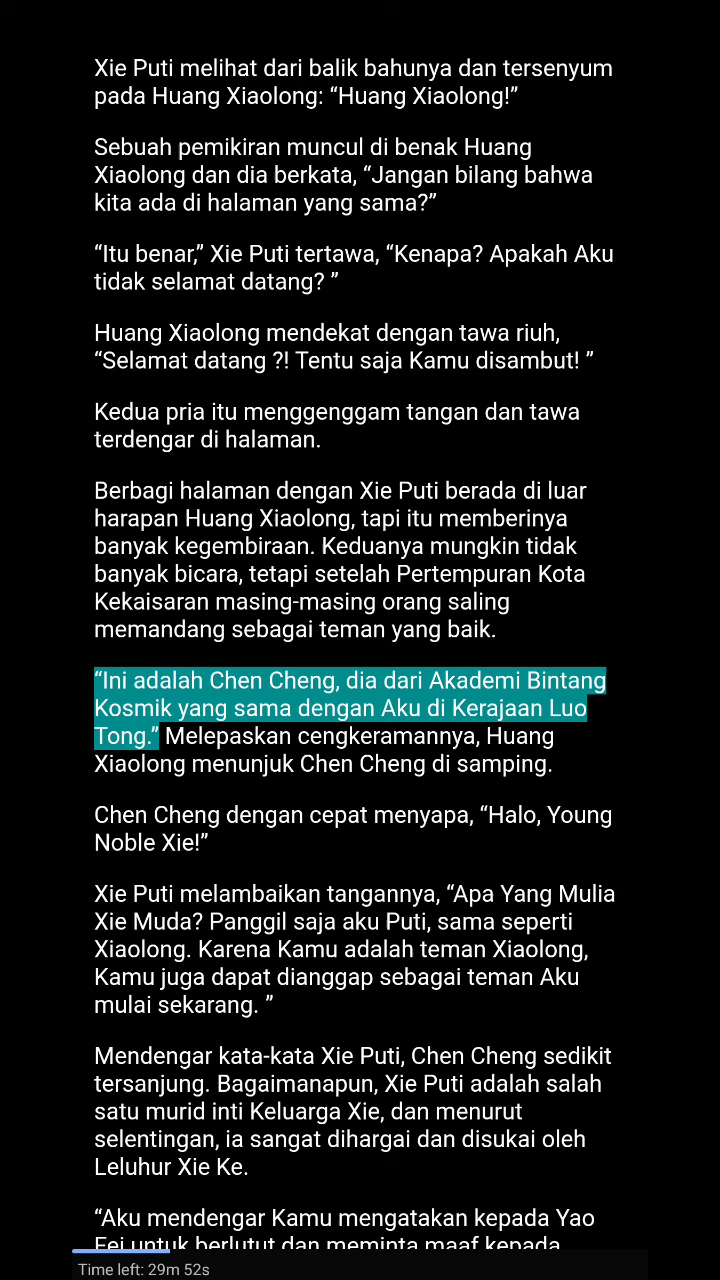 Xie Puti melihat dari balik bahunya dan tersenyum
pada Huang Xiaolong: “Huang Xiaolong!”
Sebuah pemikiran muncul di benak Huang
Xiaolong dan dia berkata, “Jangan bilang bahwa
kita ada di halaman yang sama?”
“Itu benar,” Xie Puti tertawa, “Kenapa? Apakah Aku
tidak selamat datang? ”
Huang Xiaolong mendekat dengan tawa riuh,
“Selamat datang ?! Tentu saja Kamu disambut! ”
Kedua pria itu menggenggam tangan dan tawa
terdengar di halaman.
Berbagi halaman dengan Xie Puti berada di luar
harapan Huang Xiaolong, tapi itu memberinya
banyak kegembiraan. Keduanya mungkin tidak
banyak bicara, tetapi setelah Pertempuran Kota
Kekaisaran masing-masing orang saling
memandang sebagai teman yang baik.
“Ini adalah Chen Cheng, dia dari Akademi Bintang
Kosmik yang sama dengan Aku di Kerajaan Luo
Tong.” Melepaskan cengkeramannya, Huang
Xiaolong menunjuk Chen Cheng di samping.
Chen Cheng dengan cepat menyapa, “Halo, Young
Noble Xie!”
Xie Puti melambaikan tangannya, “Apa Yang Mulia
Xie Muda? Panggil saja aku Puti, sama seperti
Xiaolong. Karena Kamu adalah teman Xiaolong,
Kamu juga dapat dianggap sebagai teman Aku
mulai sekarang. ”
Mendengar kata-kata Xie Puti, Chen Cheng sedikit
tersanjung. Bagaimanapun, Xie Puti adalah salah
satu murid inti Keluarga Xie, dan menurut
selentingan, ia sangat dihargai dan disukai oleh
Leluhur Xie Ke.
“Aku mendengar Kamu mengatakan kepada Yao
Fei untuk berlutut dan meminta maaf kepada
Time left: 29m 52s